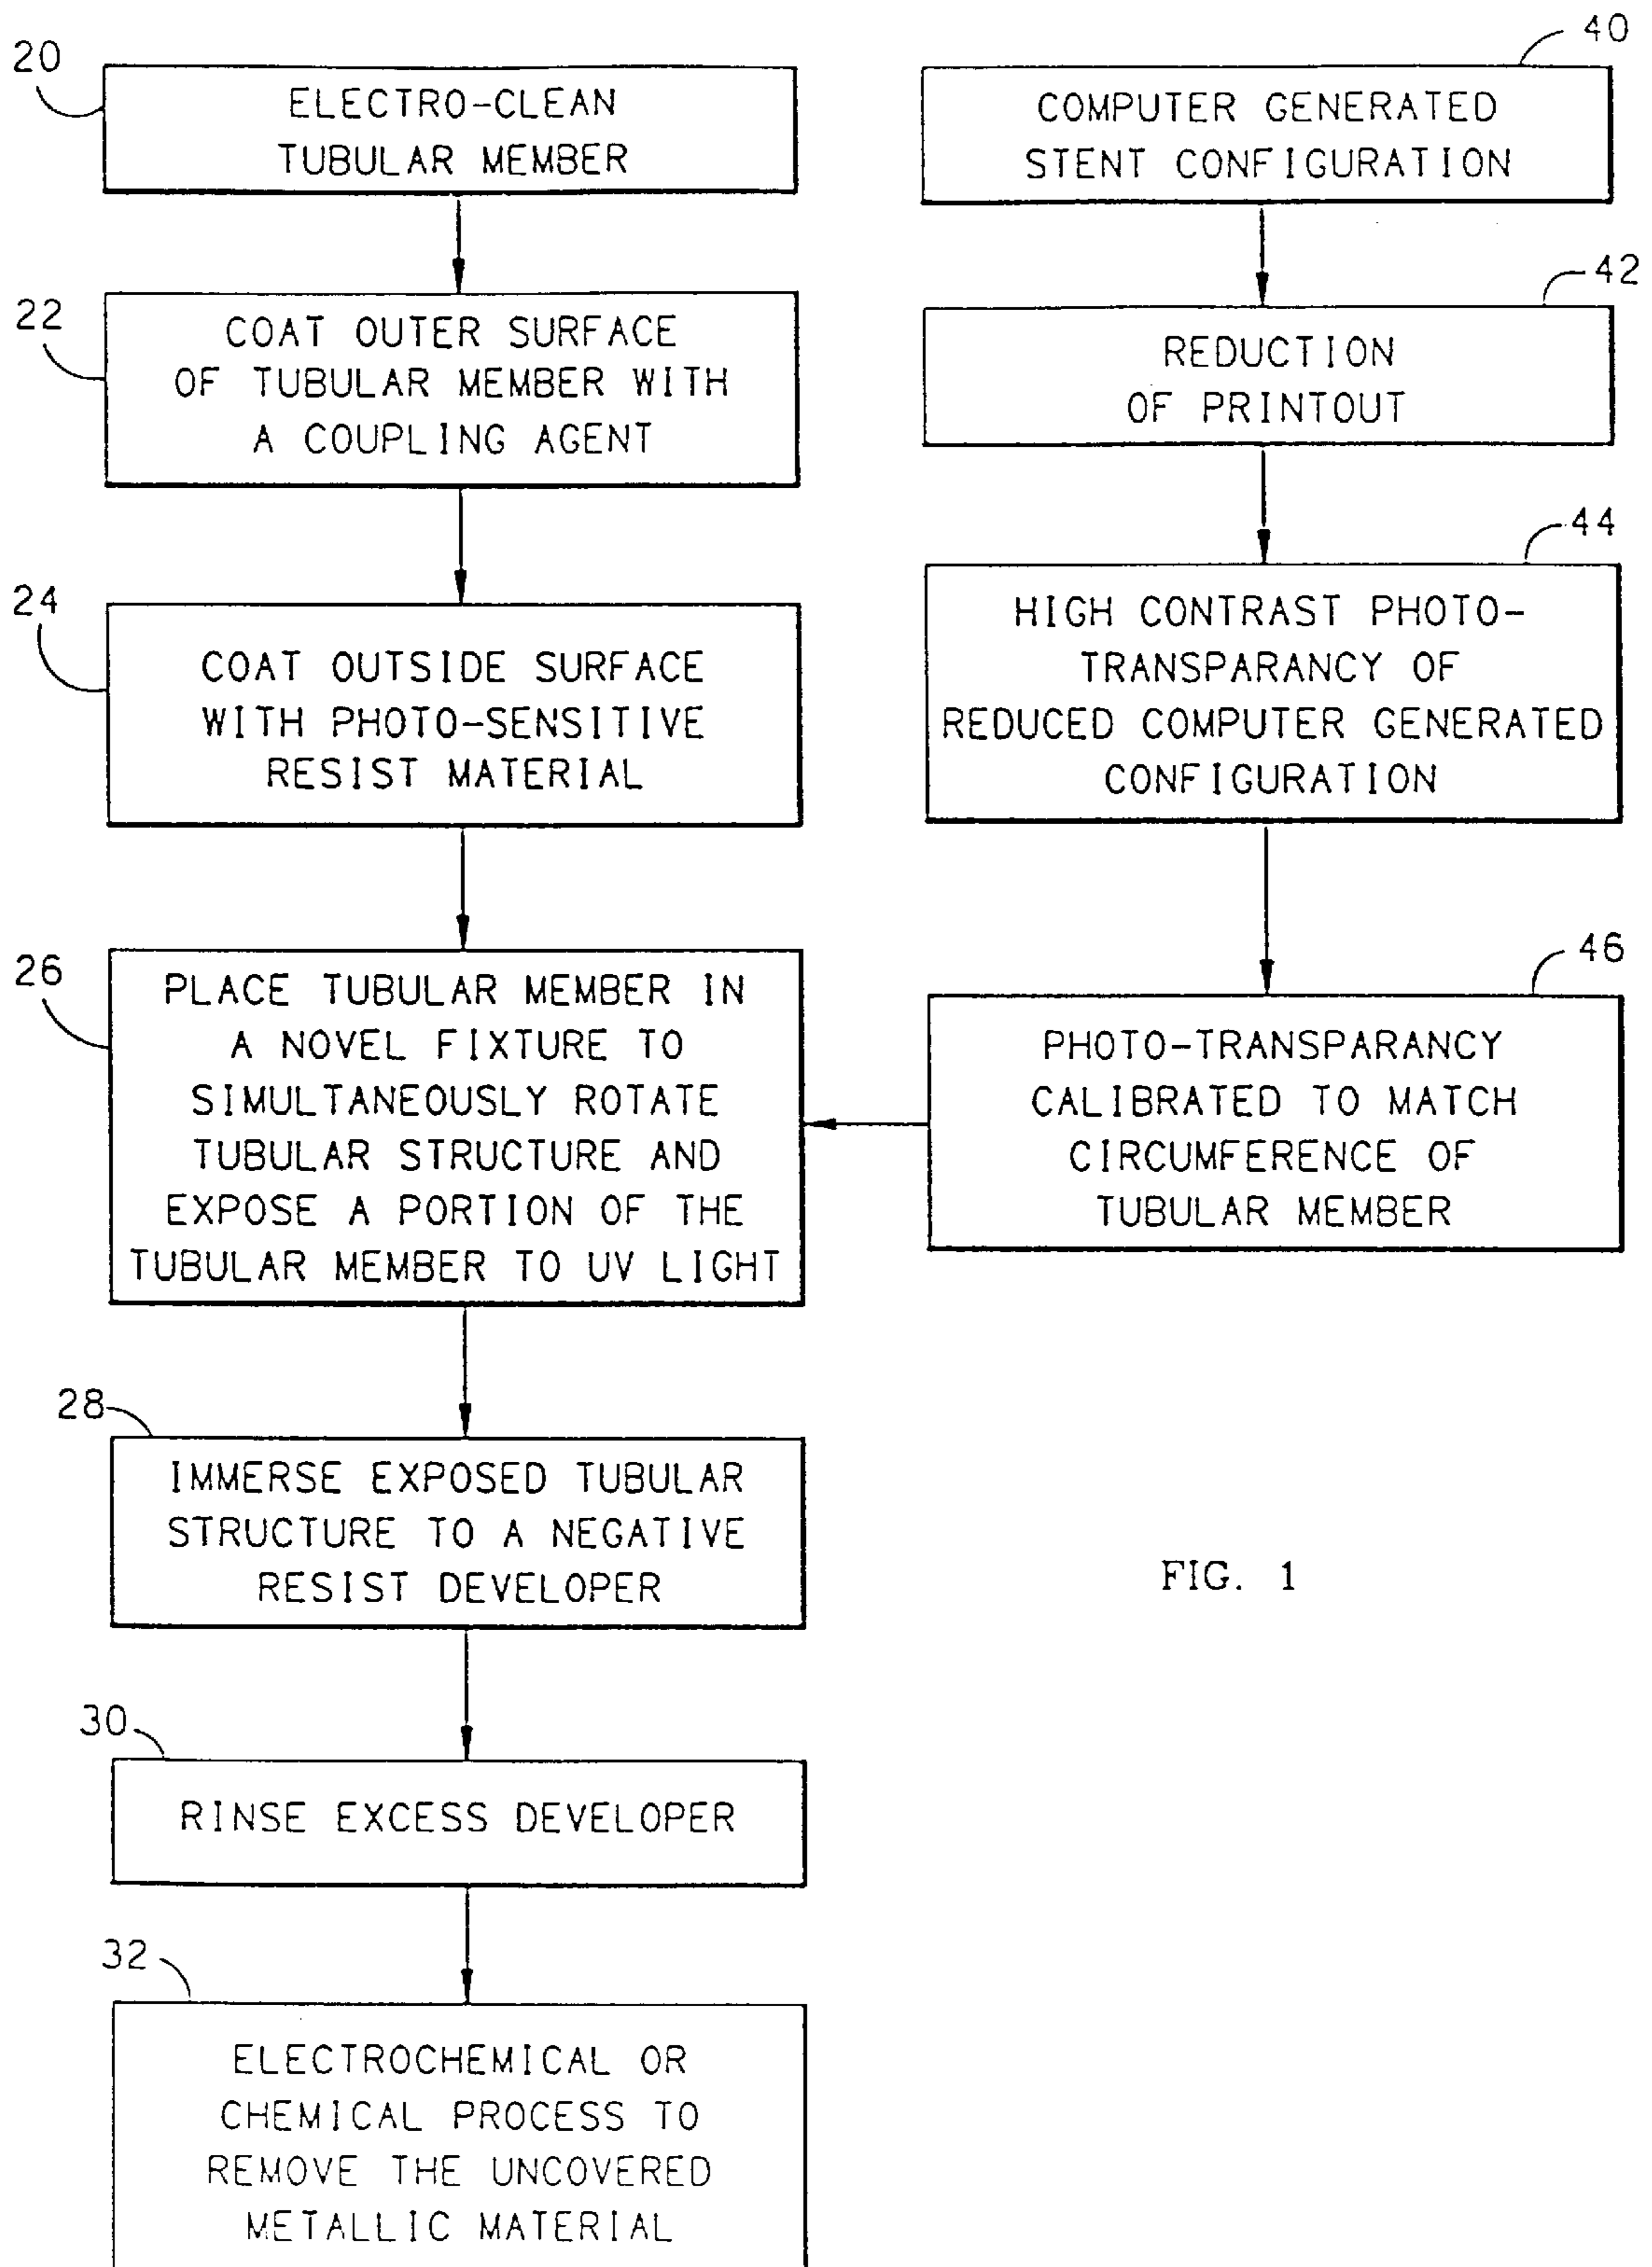 20
ELECTRO-CLEAN
TUBULAR MEMBER
22
COAT OUTER SURFACE
OF TUBULAR MEMBER WITH
A COUPLING AGENT
24
COAT OUTSIDE SURFACE
WITH PHOTO-SENSITIVE
RESIST MATERIAL
26
PLACE TUBULAR MEMBER IN
A NOVEL FIXTURE TO
SIMULTANEOUSLY ROTATE
TUBULAR STRUCTURE AND
EXPOSE A PORTION OF THE
TUBULAR MEMBER TO UV LIGHT
28
IMMERSE EXPOSED TUBULAR
STRUCTURE TO A NEGATIVE
RESIST DEVELOPER
30
RINSE EXCESS DEVELOPER
32
ELECTROCHEMICAL OR
CHEMICAL PROCESS TO
REMOVE THE UNCOVERED
METALLIC MATERIAL
40
COMPUTER GENERATED
STENT CONFIGURATION
42
REDUCTION
OF PRINTOUT
44
HIGH CONTRAST PHOTO-
TRANSPARANCY OF
REDUCED COMPUTER GENERATED
CONFIGURATION
46
PHOTO-TRANSPARANCY
CALIBRATED TO MATCH
CIRCUMFERENCE OF
TUBULAR MEMBER
FIG. 1